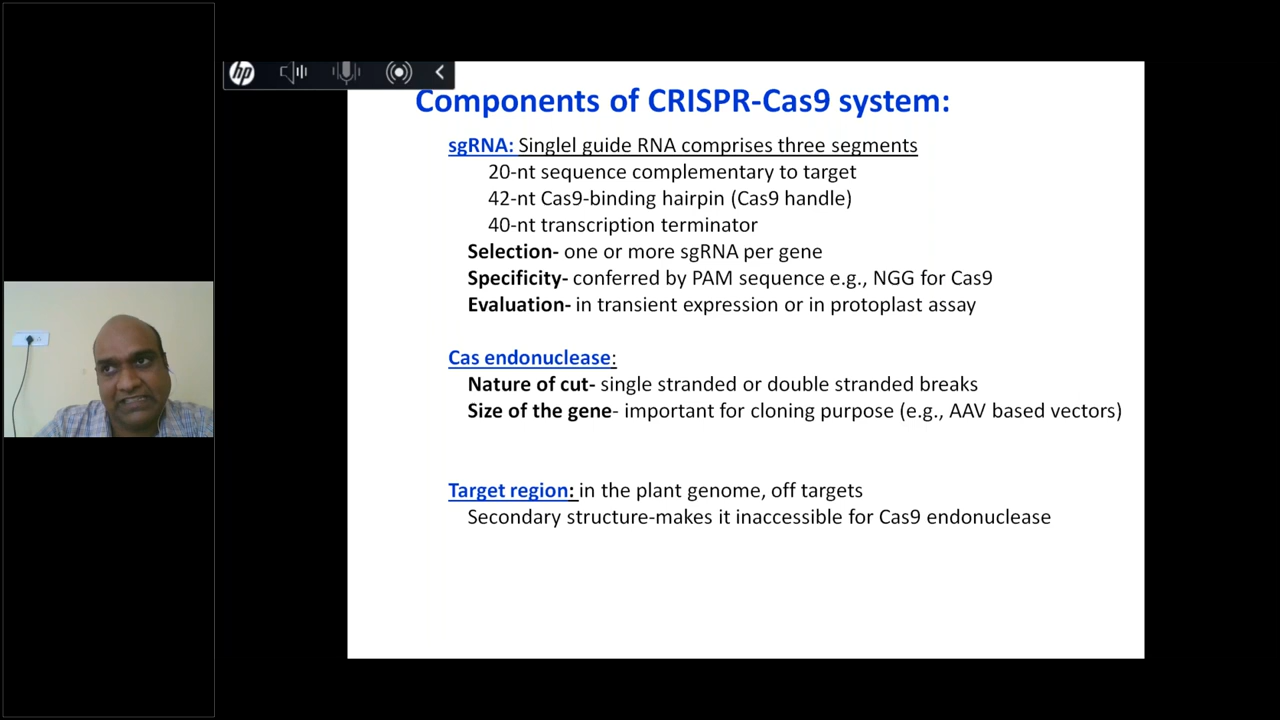 hp
Components of CRISPR-Cas9 system:
sgRNA: Singlel guide RNA comprises three segments
20-nt sequence complementary to target
42-nt Cas9-binding hairpin (Cas9 handle)
40-nt transcription terminator
Selection- one or more sgRNA per gene
Specificity- conferred by PAM sequence e.g., NGG for Cas9
Evaluation- in transient expression or in protoplast assay
Cas endonuclease:
Nature of cut- single stranded or double stranded breaks
Size of the gene- important for cloning purpose (e.g., AAV based vectors)
Target region: in the plant genome, off targets
Secondary structure-makes it inaccessible for Cas9 endonuclease